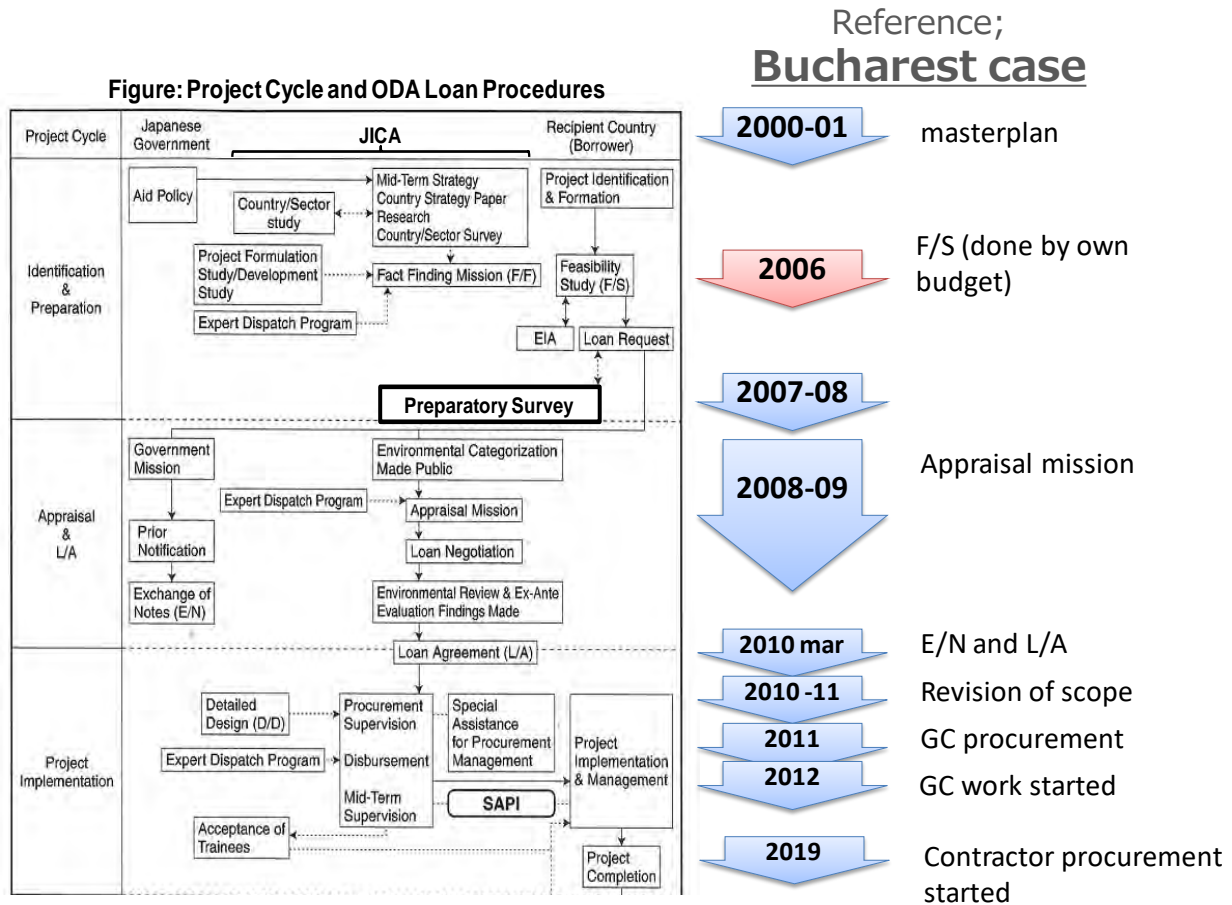 Reference;
Bucharest case
Figure: Project Cycle and ODA Loan Procedures
Project Cycle
Japanese
Government
JICA
Recipient Country
(Borrower)
Identification
&
Preparation
Aid Policy
Country/Sector
study
Mid-Term Strategy
Country Strategy Paper
Research
Country/Sector Survey
Project Identification
& Formation
Project Formulation
Study/Development
Study
Fact Finding Mission (F/F)
Feasibility
Study (F/S)
Expert Dispatch Program
EIA
Loan Request
Preparatory Survey
Appraisal
&
L/A
Government
Mission
Environmental Categorization
Made Public
Expert Dispatch Program
Appraisal Mission
Prior
Notification
Loan Negotiation
Exchange of
Notes (E/N)
Environmental Review & Ex-Ante
Evaluation Findings Made
Loan Agreement (L/A)
Project
Implementation
Detailed
Design (D/D)
Procurement
Supervision
Special
Assistance
for Procurement
Management
Expert Dispatch Program
Disbursement
Project
Implementation
& Management
Mid-Term
Supervision
SAPI
Acceptance of
Trainees
Project
Completion
2000-01
masterplan
2006
F/S (done by own
budget)
2007-08
2008-09
Appraisal mission
2010 mar
E/N and L/A
2010 -11
Revision of scope
2011
GC procurement
2012
GC work started
2019
Contractor procurement
started